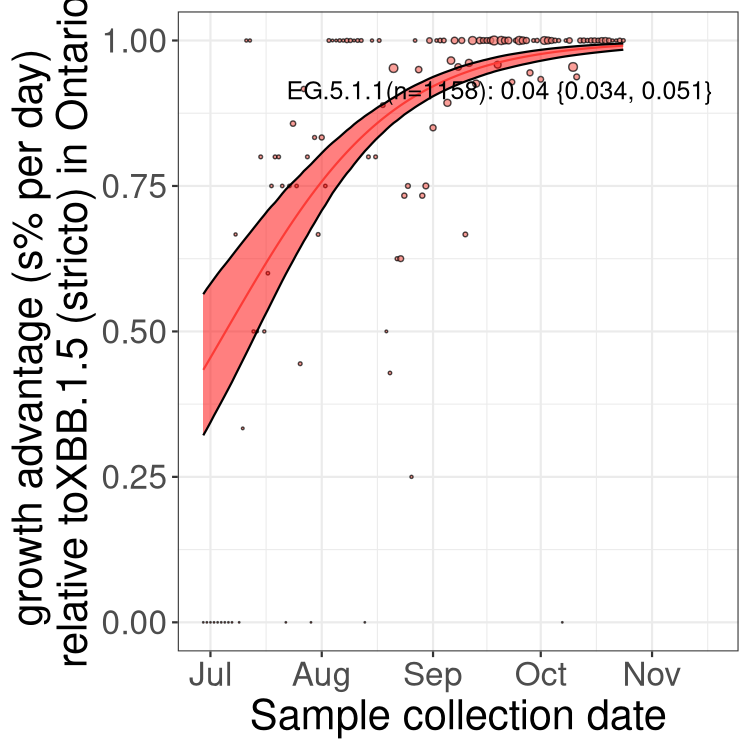 growth advantage (s% per day)
relative toXBB.1.5 (stricto) in Ontario
1.00
0.75
0.50
0.25
0.00
EG.5.1.1(n=1158): 0.04 {0.034, 0.051}
Jul Aug Sep Oct Nov
Sample collection date